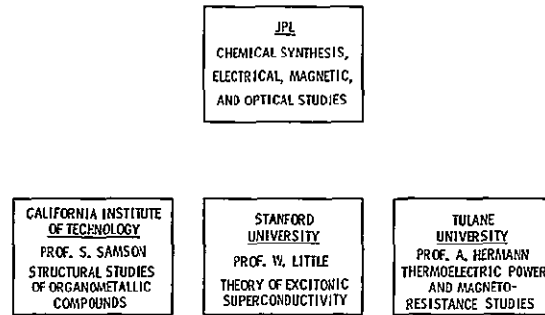 JPL
CHEMICAL SYNTHESIS,
ELECTRICAL, MAGNETIC,
AND OPTICAL STUDIES
CALIFORNIA INSTITUTE
OF TECHNOLOGY
PROF. S. SAMSON
STRUCTURAL STUDIES
OF ORGANOMETALLIC
COMPOUNDS
STANFORD
UNIVERSITY
PROF. W. LITTLE
THEORY OF EXCITONIC
SUPERCONDUCTIVITY
TULANE
UNIVERSITY
PROF. A. HERMANN
THERMOELECTRIC POWER
AND MAGNETO-
RESISTANCE STUDIES